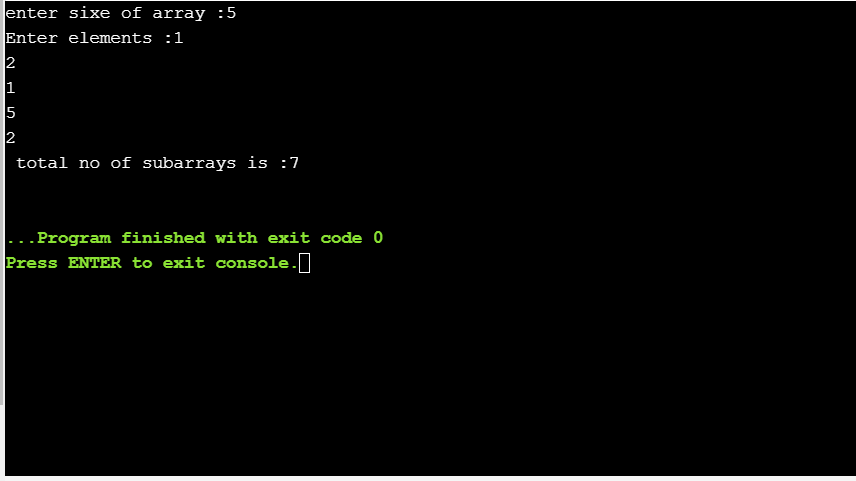 enter sixe of array :5
Enter elements :1
2
1
5
2
total no of subarrays is :7
...Program finished with exit code 0
Press ENTER to exit console.